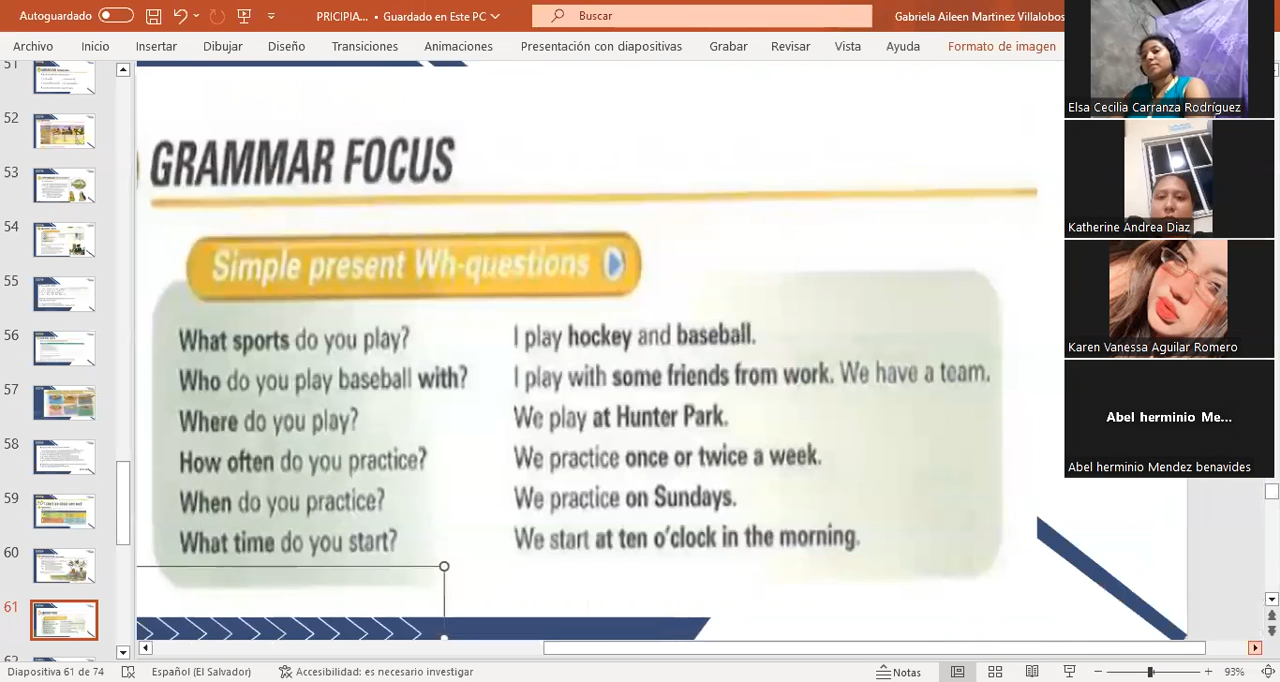 Autoguardado
PRICIPIA... • Guardado en Este PC
Buscar
Gabriela Aileen Martinez Villalobos
Archivo Inicio Insertar Dibujar Diseño Transiciones Animaciones Presentación con diapositivas Grabar Revisar Vista Ayuda Formato de imagen
Elsa Cecilia Carranza Rodríguez
Katherine Andrea Diaz
Karen Vanessa Aguilar Romero
Abel herminio Me...
Abel herminio Mendez benavides
52
53
54
55
56
57
58
59
60
61
GRAMMAR FOCUS
Simple present Wh-questions
What sports do you play? I play hockey and baseball.
Who do you play baseball with? I play with some friends from work. We have a team.
Where do you play? We play at Hunter Park.
How often do you practice? We practice once or twice a week.
When do you practice? We practice on Sundays.
What time do you start? We start at ten o'clock in the morning.
Diapositiva 61 de 74 Español (El Salvador) Accesibilidad: es necesario investigar Notas 93%